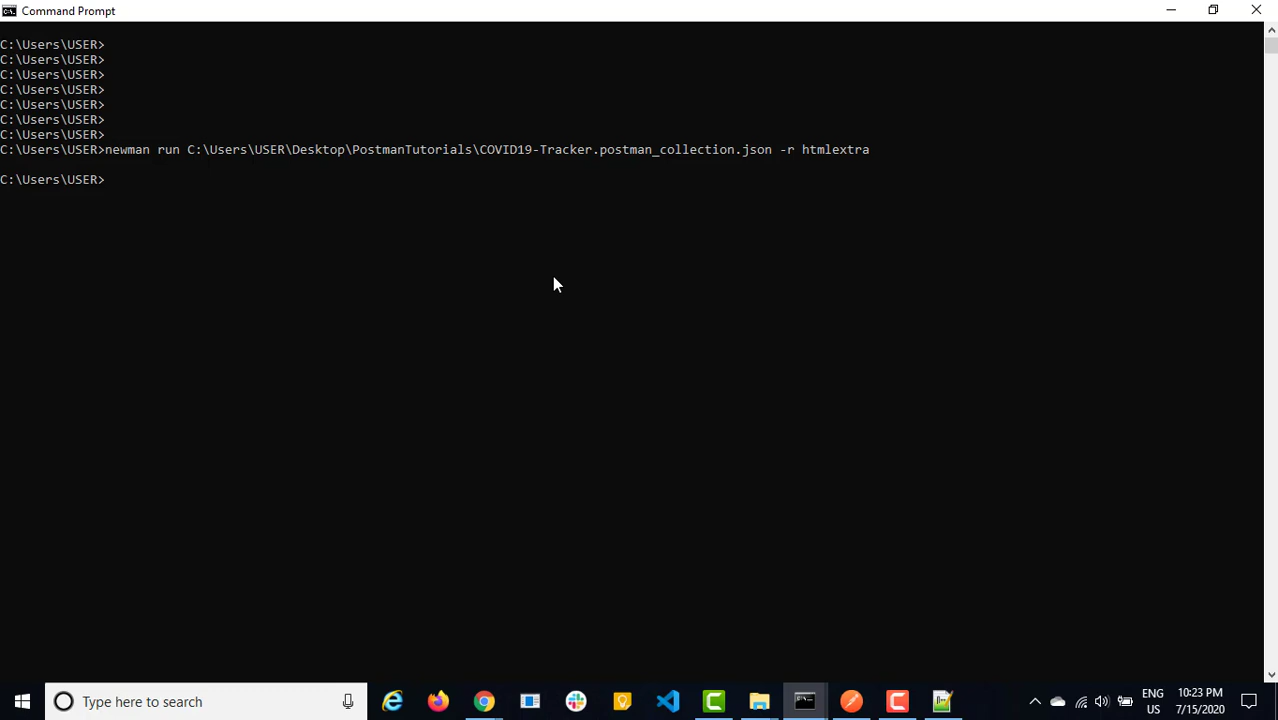 Command Prompt
C:\Users\USER>
C:\Users\USER>
C:\Users\USER>
C:\Users\USER>
C:\Users\USER>
C:\Users\USER>
C:\Users\USER>
C:\Users\USER>newman run C:\Users\USER\Desktop\PostmanTutorials\COVID19-Tracker.postman_collection.json -r htmlextra
C:\Users\USER>
Type here to search
ENG
US
10:23 PM
7/15/2020